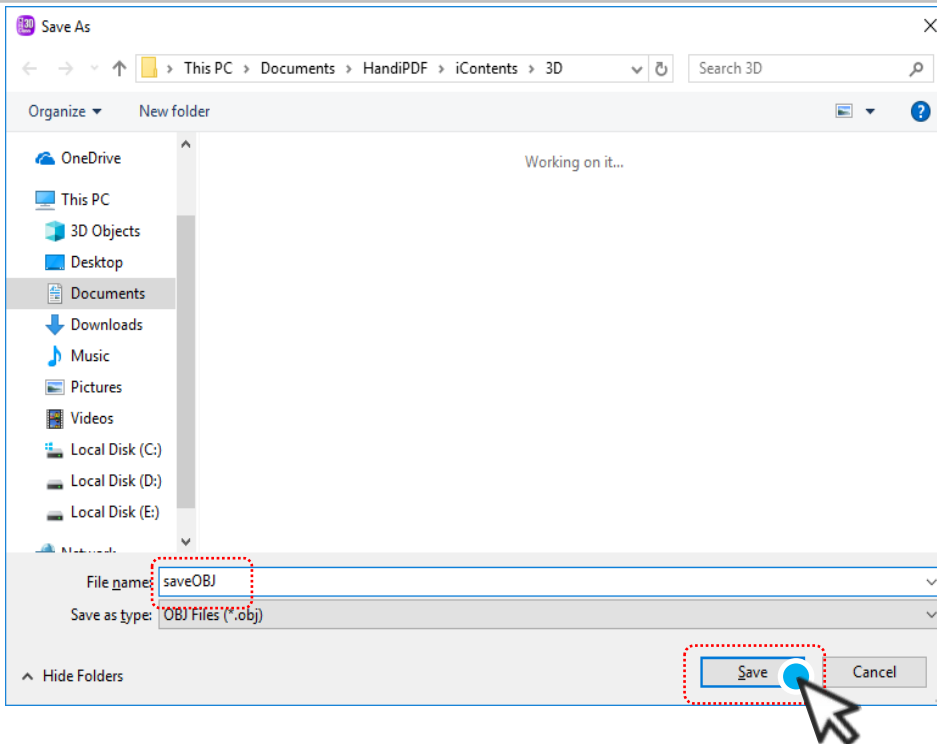 Save As
This PC > Documents > HandiPDF > iContents > 3D
Search 3D
Organize
New folder
Working on it...
OneDrive
This PC
3D Objects
Desktop
Documents
Downloads
Music
Pictures
Videos
Local Disk (C:)
Local Disk (D:)
Local Disk (E:)
File name: saveOBJ
Save as type: OBJ Files (*.obj)
Hide Folders
Save
Cancel